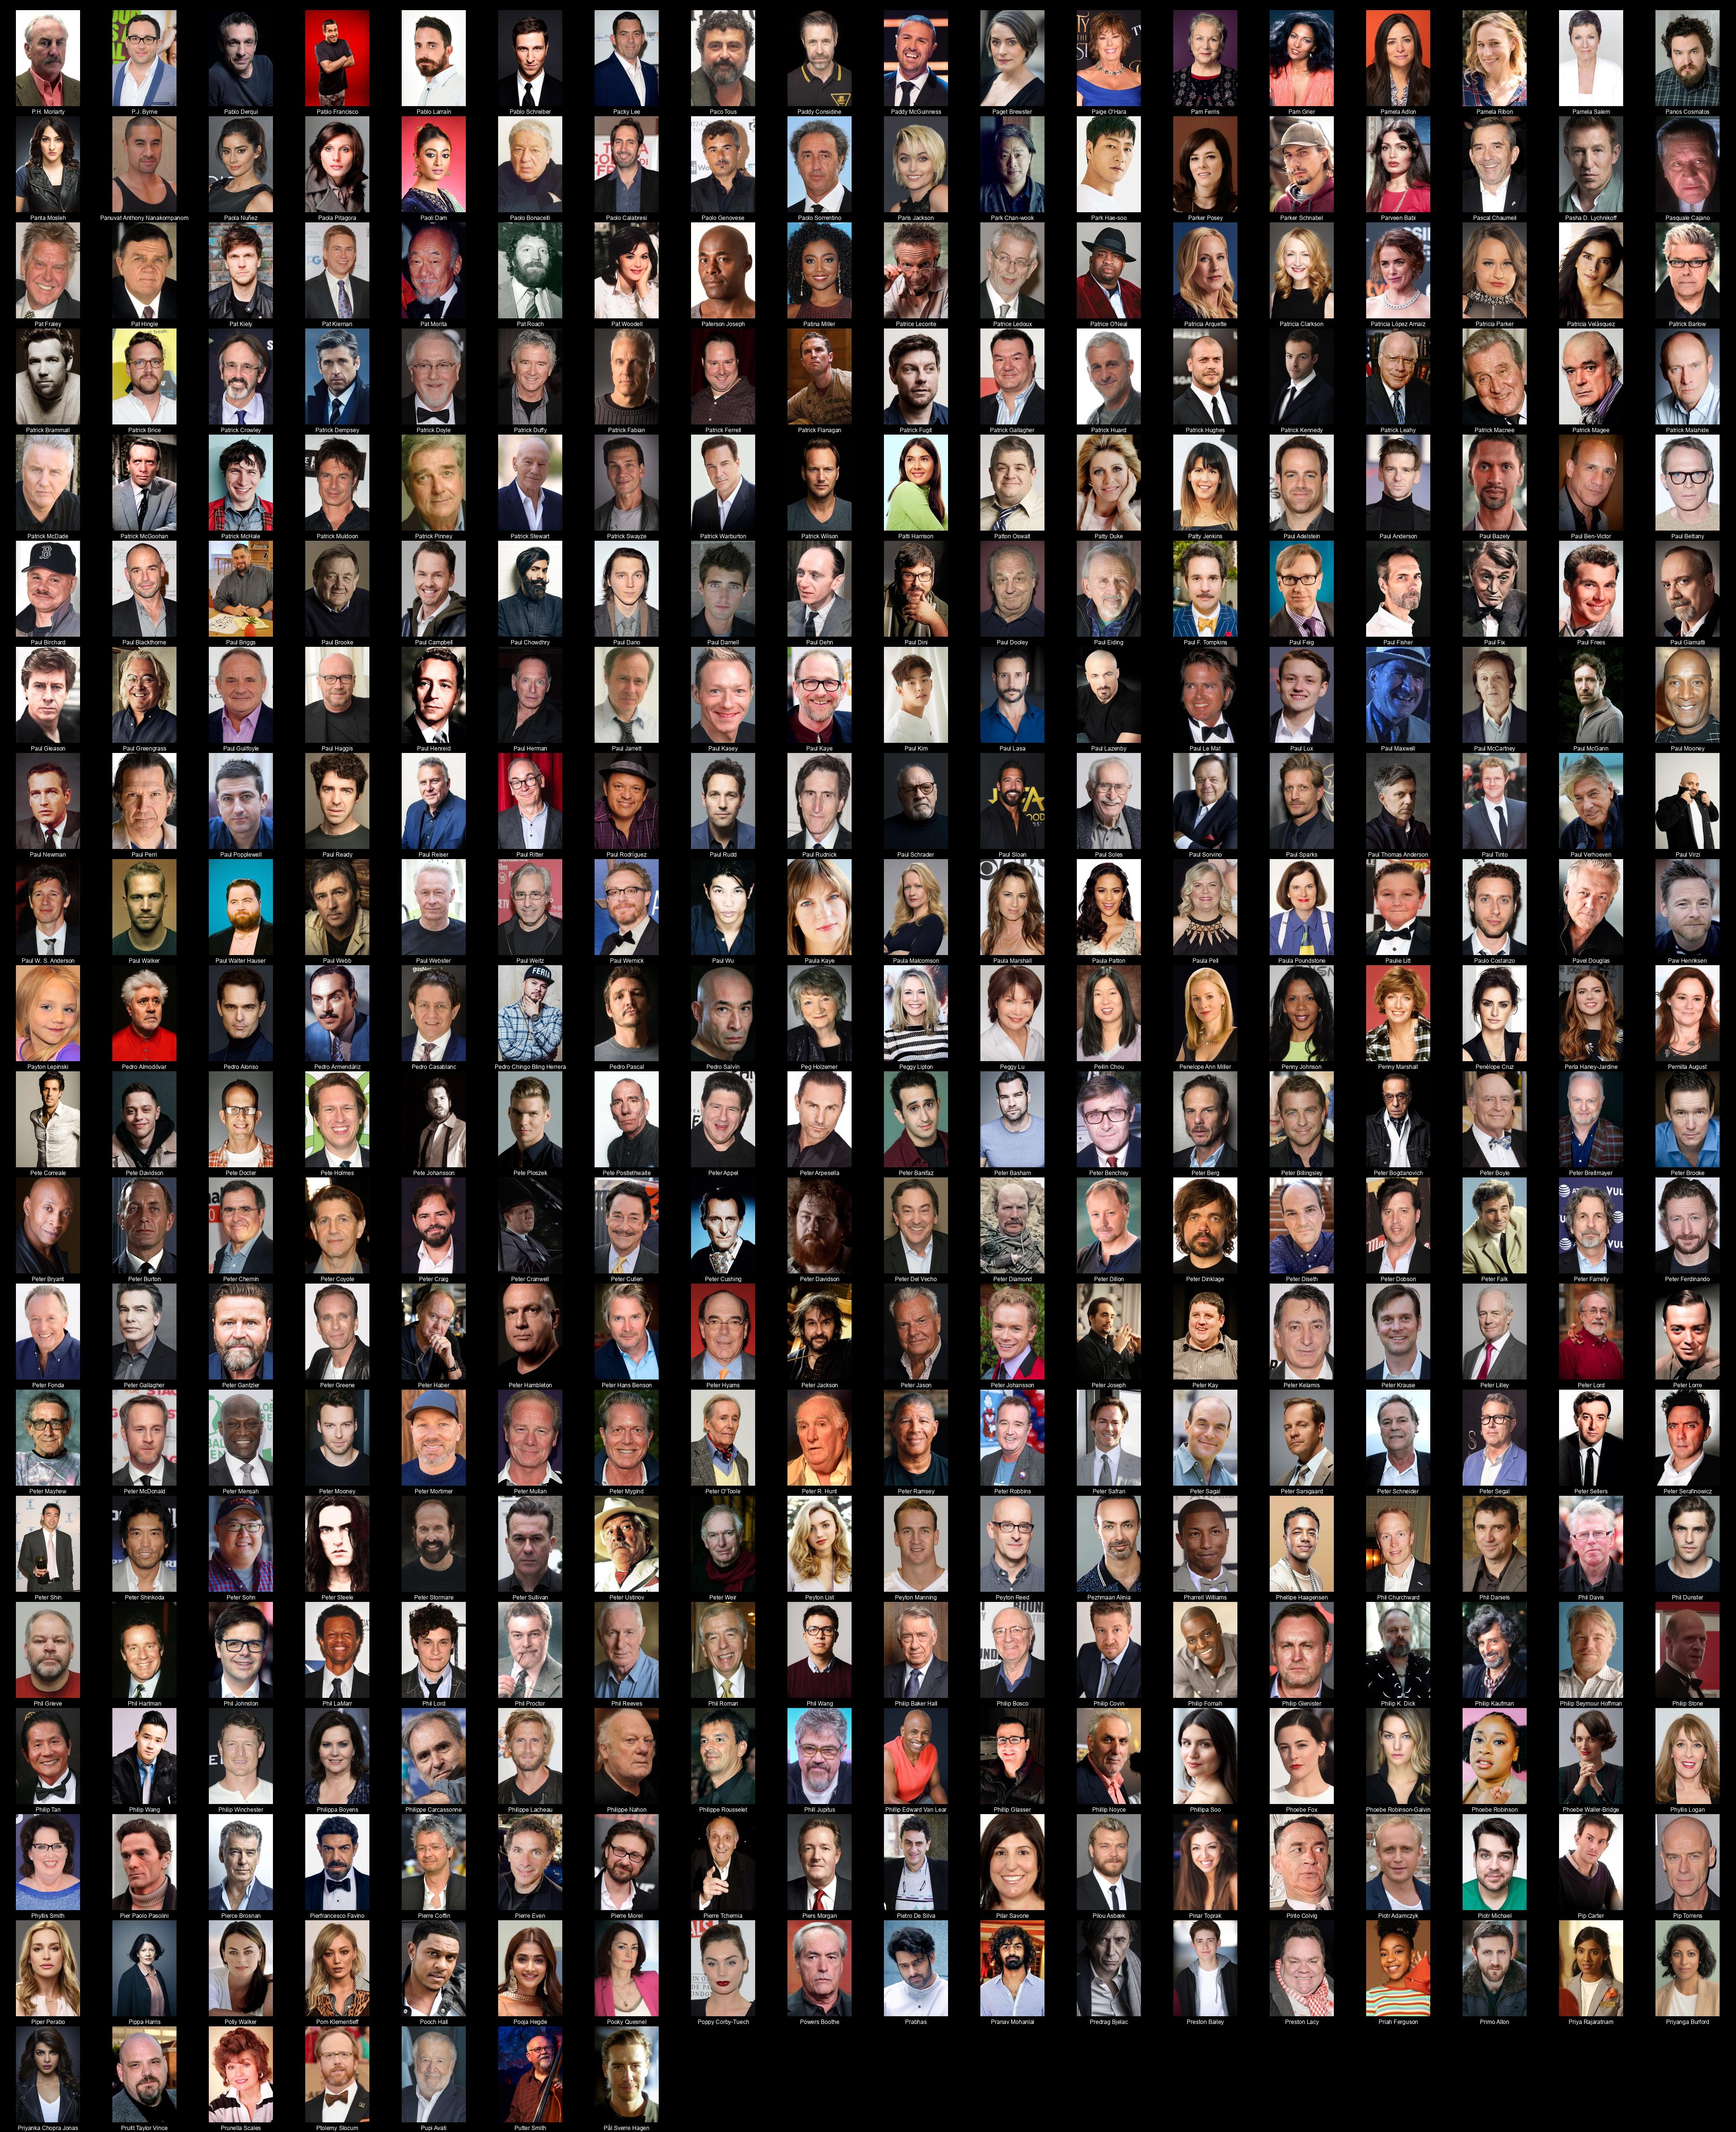 P.H. Moriarty P.J. Byrne Pablo Derqui Pablo Francisco Pablo Larraín Pablo Schreiber Packy Lee Paco Tous Paddy Considine Paddy McGuinness Paget Brewster Paige O'Hara Pam Ferris Pam Grier Pamela Adlon Pamela Ribon Pamela Salem Panos Cosmatos
Panta Mosleh Panuvat Anthony Nanakornpanom Paola Nuñez Paola Pitagora Paoli Dam Paolo Bonacelli Paolo Calabresi Paolo Genovese Paolo Sorrentino Paris Jackson Park Chan-wook Park Hae-soo Parker Posey Parker Schnabel Parveen Babi Pascal Chaumeil Pasha D. Lychnikoff Pasquale Cajano
Pat Fraley Pat Hingle Pat Kiely Pat Kiernan Pat Morita Pat Roach Pat Woodell Paterson Joseph Patina Miller Patrice Leconte Patrice Ledoux Patrice O'Neal Patricia Arquette Patricia Clarkson Patricia López Arnaiz Patricia Parker Patricia Velásquez Patrick Barlow
Patrick Brammall Patrick Brice Patrick Crowley Patrick Dempsey Patrick Doyle Patrick Duffy Patrick Fabian Patrick Ferrell Patrick Flanagan Patrick Fugit Patrick Gallagher Patrick Huard Patrick Hughes Patrick Kennedy Patrick Leahy Patrick Macnee Patrick Magee Patrick Malahide
Patrick McDade Patrick McGoohan Patrick McHale Patrick Muldoon Patrick Pinney Patrick Stewart Patrick Swayze Patrick Warburton Patrick Wilson Patti Harrison Patton Oswalt Patty Duke Patty Jenkins Paul Adelstein Paul Anderson Paul Bazely Paul Ben-Victor Paul Bettany
Paul Birchard Paul Blackthorne Paul Briggs Paul Brooke Paul Campbell Paul Chowdhry Paul Dano Paul Darnell Paul Dehn Paul Dini Paul Dooley Paul Eiding Paul F. Tompkins Paul Feig Paul Fisher Paul Fix Paul Frees Paul Giamatti
Paul Gleason Paul Greengrass Paul Guilfoyle Paul Haggis Paul Henreid Paul Herman Paul Jarrett Paul Kasey Paul Kaye Paul Kim Paul Lasa Paul Lazenby Paul Le Mat Paul Lux Paul Maxwell Paul McCartney Paul McGann Paul Mooney
Paul Newman Paul Perri Paul Popplewell Paul Ready Paul Reiser Paul Ritter Paul Rodríguez Paul Rudd Paul Rudnick Paul Schrader Paul Sloan Paul Soles Paul Sorvino Paul Sparks Paul Thomas Anderson Paul Tinto Paul Verhoeven Paul Virzì
Paul W. S. Anderson Paul Walker Paul Walter Hauser Paul Webb Paul Webster Paul Weitz Paul Wernick Paul Wu Paula Kaye Paula Malcomson Paula Marshall Paula Patton Paula Pell Paula Poundstone Paulie Litt Paulo Costanzo Pavel Douglas Paw Henriksen
Payton Lepinski Pedro Almodóvar Pedro Alonso Pedro Armendáriz Pedro Casablanc Pedro Chingo Bling Herrera Pedro Pascal Pedro Salvín Peg Holzemer Peggy Lipton Peggy Lu Peilin Chou Penelope Ann Miller Penny Johnson Penny Marshall Penélope Cruz Perla Haney-Jardine Pernilla August
Pete Correale Pete Davidson Pete Docter Pete Holmes Pete Johansson Pete Ploszek Pete Postlethwaite Peter Appel Peter Arpesella Peter Banifaz Peter Basham Peter Benchley Peter Berg Peter Billingsley Peter Bogdanovich Peter Boyle Peter Breitmayer Peter Brooke
Peter Bryant Peter Burton Peter Chernin Peter Coyote Peter Craig Peter Cranwell Peter Cullen Peter Cushing Peter Davidson Peter Del Vecho Peter Diamond Peter Dillon Peter Dinklage Peter Diseth Peter Dobson Peter Falk Peter Farrelly Peter Ferdinando
Peter Fonda Peter Gallagher Peter Gantzler Peter Greene Peter Haber Peter Hambleton Peter Hans Benson Peter Hyams Peter Jackson Peter Jason Peter Johansson Peter Joseph Peter Kay Peter Kelamis Peter Krause Peter Lilley Peter Lord Peter Lorre
Peter Mayhew Peter McDonald Peter Mensah Peter Mooney Peter Mortimer Peter Mullan Peter Mygind Peter O'Toole Peter R. Hunt Peter Ramsey Peter Robbins Peter Safran Peter Sagal Peter Sarsgaard Peter Schneider Peter Segal Peter Sellers Peter Serafinowicz
Peter Shin Peter Shinkoda Peter Sohn Peter Steele Peter Stormare Peter Sullivan Peter Ustinov Peter Weir Peyton List Peyton Manning Peyton Reed Pezhmaan Alinia Pharrell Williams Phellipe Haagensen Phil Churchward Phil Daniels Phil Davis Phil Dunster
Phil Grieve Phil Hartman Phil Johnston Phil LaMarr Phil Lord Phil Proctor Phil Reeves Phil Roman Phil Wang Philip Baker Hall Philip Bosco Philip Covin Philip Fornah Philip Glenister Philip K. Dick Philip Kaufman Philip Seymour Hoffman Philip Stone
Philip Tan Philip Wang Philip Winchester Philippa Boyens Philippe Carcassonne Philippe Lacheau Philippe Nahon Philippe Rousselet Phill Jupitus Phillip Edward Van Lear Phillip Glasser Phillip Noyce Phillipa Soo Phoebe Fox Phoebe Robinson-Galvin Phoebe Robinson Phoebe Waller-Bridge Phyllis Logan
Phyllis Smith Pier Paolo Pasolini Pierce Brosnan Pierfrancesco Favino Pierre Coffin Pierre Even Pierre Morel Pierre Tchernia Piers Morgan Pietro De Silva Pilar Savone Pilou Asbæk Pinar Toprak Pinto Colvig Piotr Adamczyk Piotr Michael Pip Carter Pip Torrens
Piper Perabo Pippa Harris Polly Walker Pom Klementieff Pooch Hall Pooja Hegde Pooky Quesnel Poppy Corby-Tuech Powers Boothe Prabhas Pranav Mohanlal Predrag Bjelac Preston Bailey Preston Lacy Priah Ferguson Primo Allon Priya Rajaratnam Priyanga Burford
Priyanka Chopra Jonas Pruitt Taylor Vince Prunella Scales Ptolemy Slocum Pupi Avati Putter Smith Pål Sverre Hagen